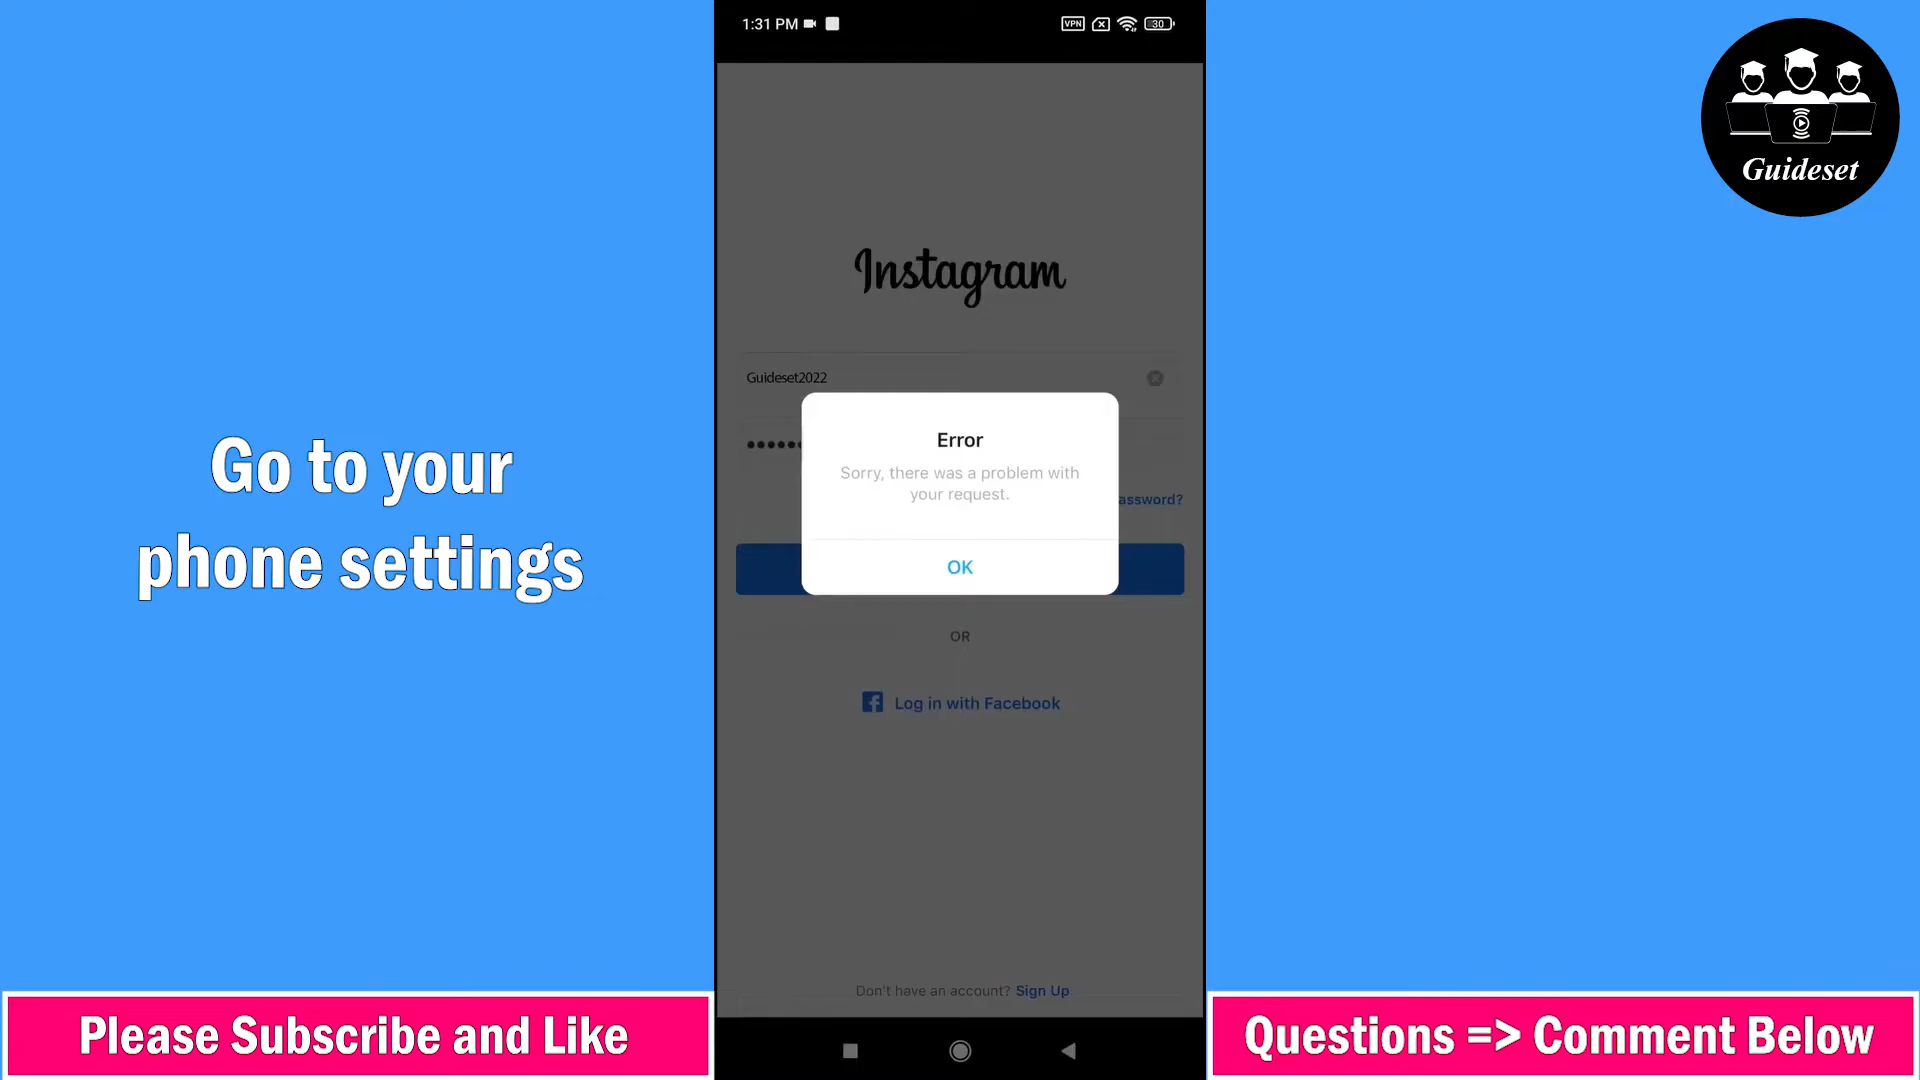 1:31 PM
VPN
30
Guideset
Instagram
Guideset2022
Error
Sorry, there was a problem with
your request.
assword?
OK
OR
Log in with Facebook
Don't have an account? Sign Up
Go to your
phone settings
Please Subscribe and Like
Questions => Comment Below